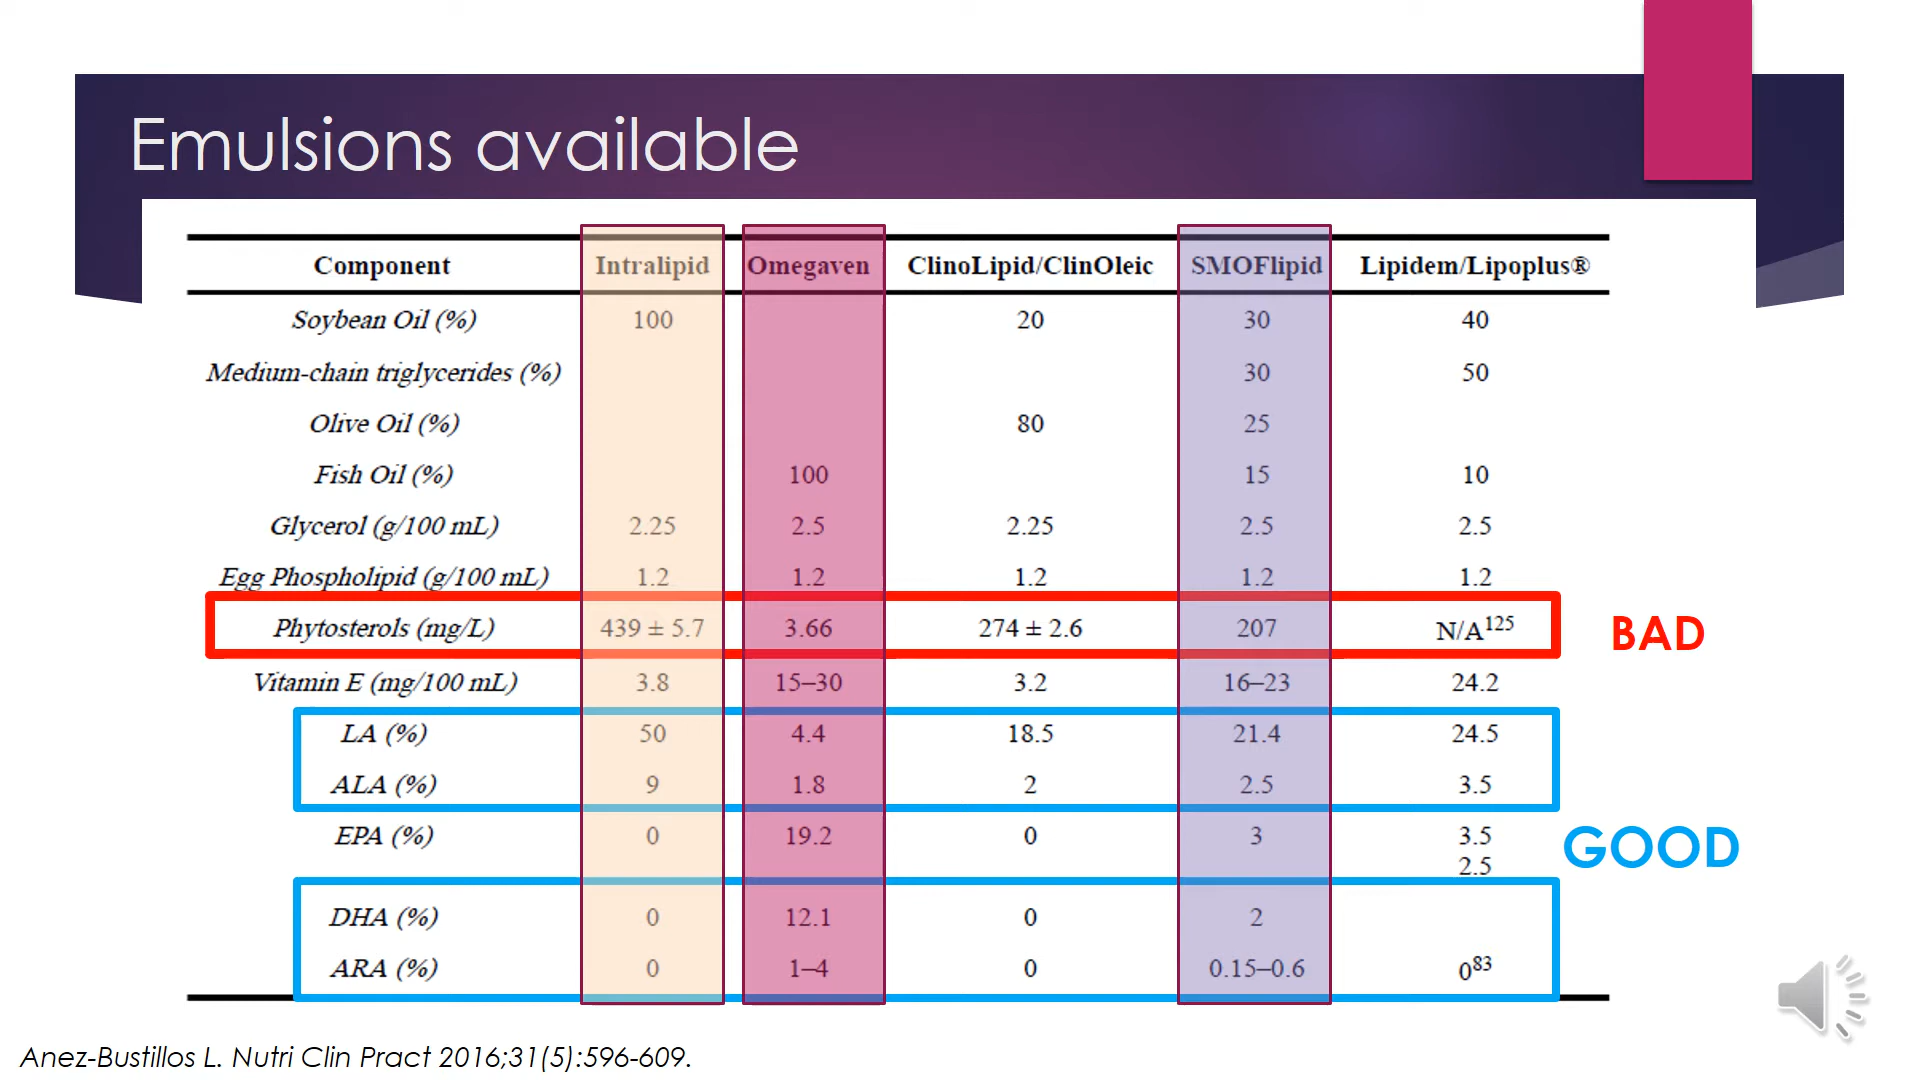 Emulsions available
Component Intralipid Omegaven ClinoLipid/ClinOleic SMOFlipid Lipidem/Lipoplus®
Soybean Oil (%) 100 20 30 40
Medium-chain triglycerides (%) 30 50
Olive Oil (%) 80 25
Fish Oil (%) 100 15 10
Glycerol (g/100 mL) 2.25 2.5 2.25 2.5 2.5
Egg Phospholipid (g/100 mL) 1.2 1.2 1.2 1.2 1.2
Phytosterols (mg/L) 439 ± 5.7 3.66 274 ± 2.6 207 N/A¹²⁵ BAD
Vitamin E (mg/100 mL) 3.8 15–30 3.2 16–23 24.2
LA (%) 50 4.4 18.5 21.4 24.5
ALA (%) 9 1.8 2 2.5 3.5
EPA (%) 0 19.2 0 3 3.5 GOOD
2.5
DHA (%) 0 12.1 0 2
ARA (%) 0 1–4 0 0.15–0.6 0⁸³
Anez-Bustillos L. Nutri Clin Pract 2016;31(5):596-609.